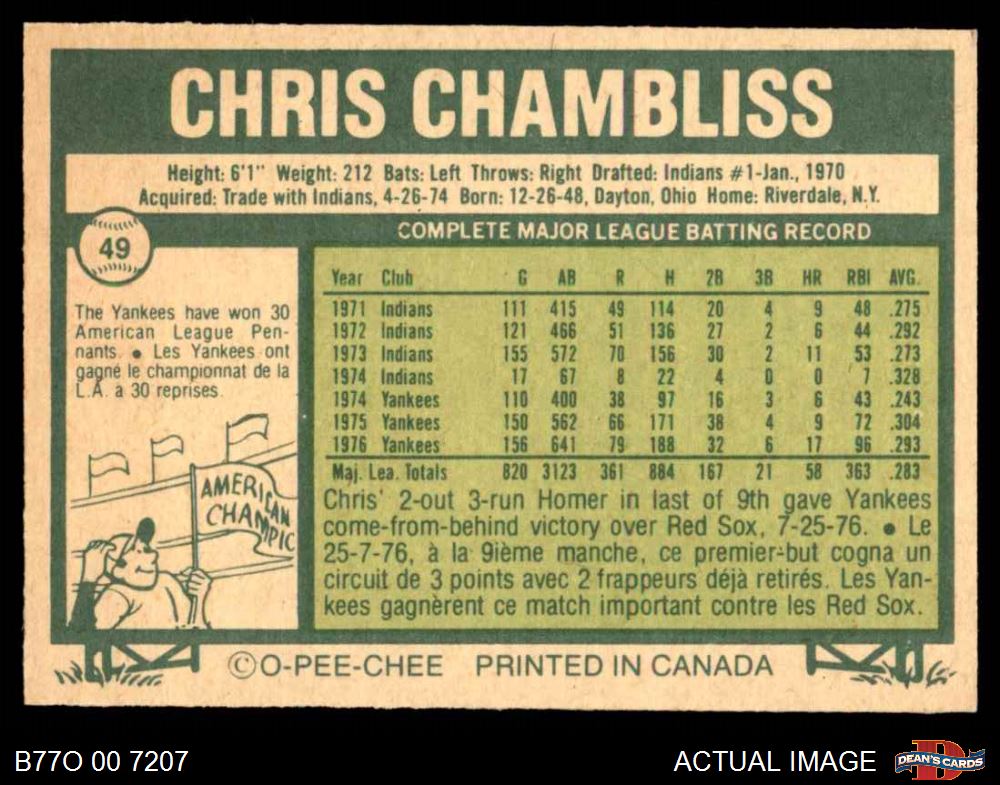 CHRIS CHAMBLISS
Height: 6'1" Weight: 212 Bats: Left Throws: Right Drafted: Indians #1-Jan., 1970
Acquired: Trade with Indians, 4-26-74 Born: 12-26-48, Dayton, Ohio Home: Riverdale, N.Y.
49
The Yankees have won 30
American League Pen-
nants. ● Les Yankees ont
gagné le championnat de la
L.A. a 30 reprises.
AMERICAN
CHAMPIC
COMPLETE MAJOR LEAGUE BATTING RECORD
Year Club G AB R H 2B 3B HR RBI AVG.
1971 Indians 111 415 49 114 20 4 9 48 .275
1972 Indians 121 466 51 136 27 2 6 44 .292
1973 Indians 155 572 70 156 30 2 11 53 .273
1974 Indians 17 67 8 22 4 0 0 7 .328
1974 Yankees 110 400 38 97 16 3 6 43 .243
1975 Yankees 150 562 66 171 38 4 9 72 .304
1976 Yankees 156 641 79 188 32 6 17 96 .293
Maj. Lea. Totals 820 3123 361 884 167 21 58 363 .283
Chris' 2-out 3-run Homer in last of 9th gave Yankees
come-from-behind victory over Red Sox, 7-25-76. ● Le
25-7-76, à la 9ième manche, ce premier-but cogna un
circuit de 3 points avec 2 frappeurs déjà retirés. Les Yan-
kees gagnèrent ce match important contre les Red Sox.
©O-PEE-CHEE PRINTED IN CANADA
B77O 00 7207
ACTUAL IMAGE
D
DEAN'S CARDS